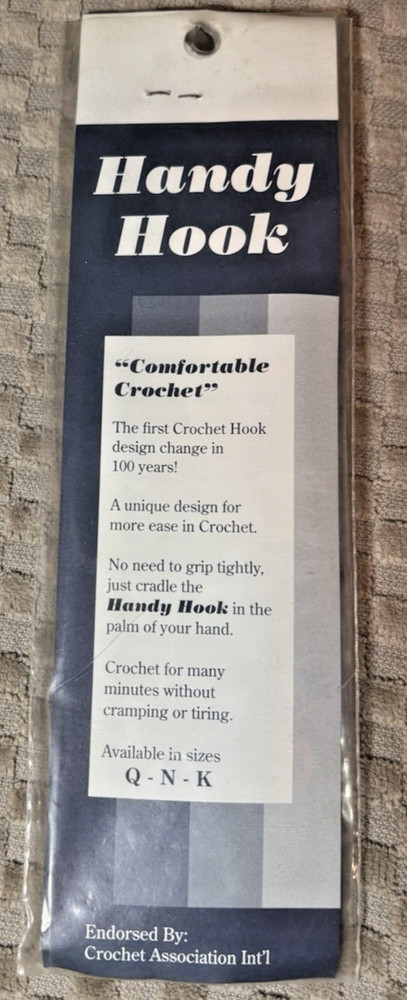 Handy
Hook
“Comfortable
Crochet”
The first Crochet Hook
design change in
100 years!
A unique design for
more ease in Crochet.
No need to grip tightly,
just cradle the
Handy Hook in the
palm of your hand.
Crochet for many
minutes without
cramping or tiring.
Available in sizes
Q - N - K
Endorsed By:
Crochet Association Int'l